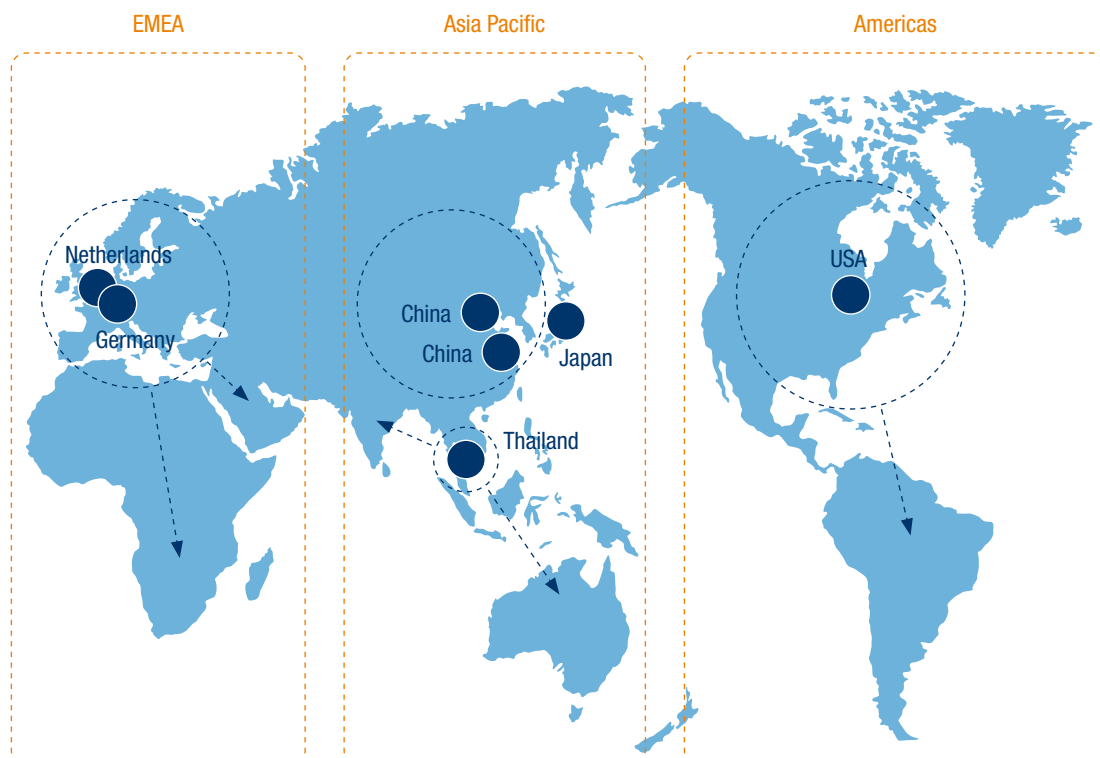 EMEA
Asia Pacific
Americas
Netherlands
Germany
China
China
Japan
Thailand
USA